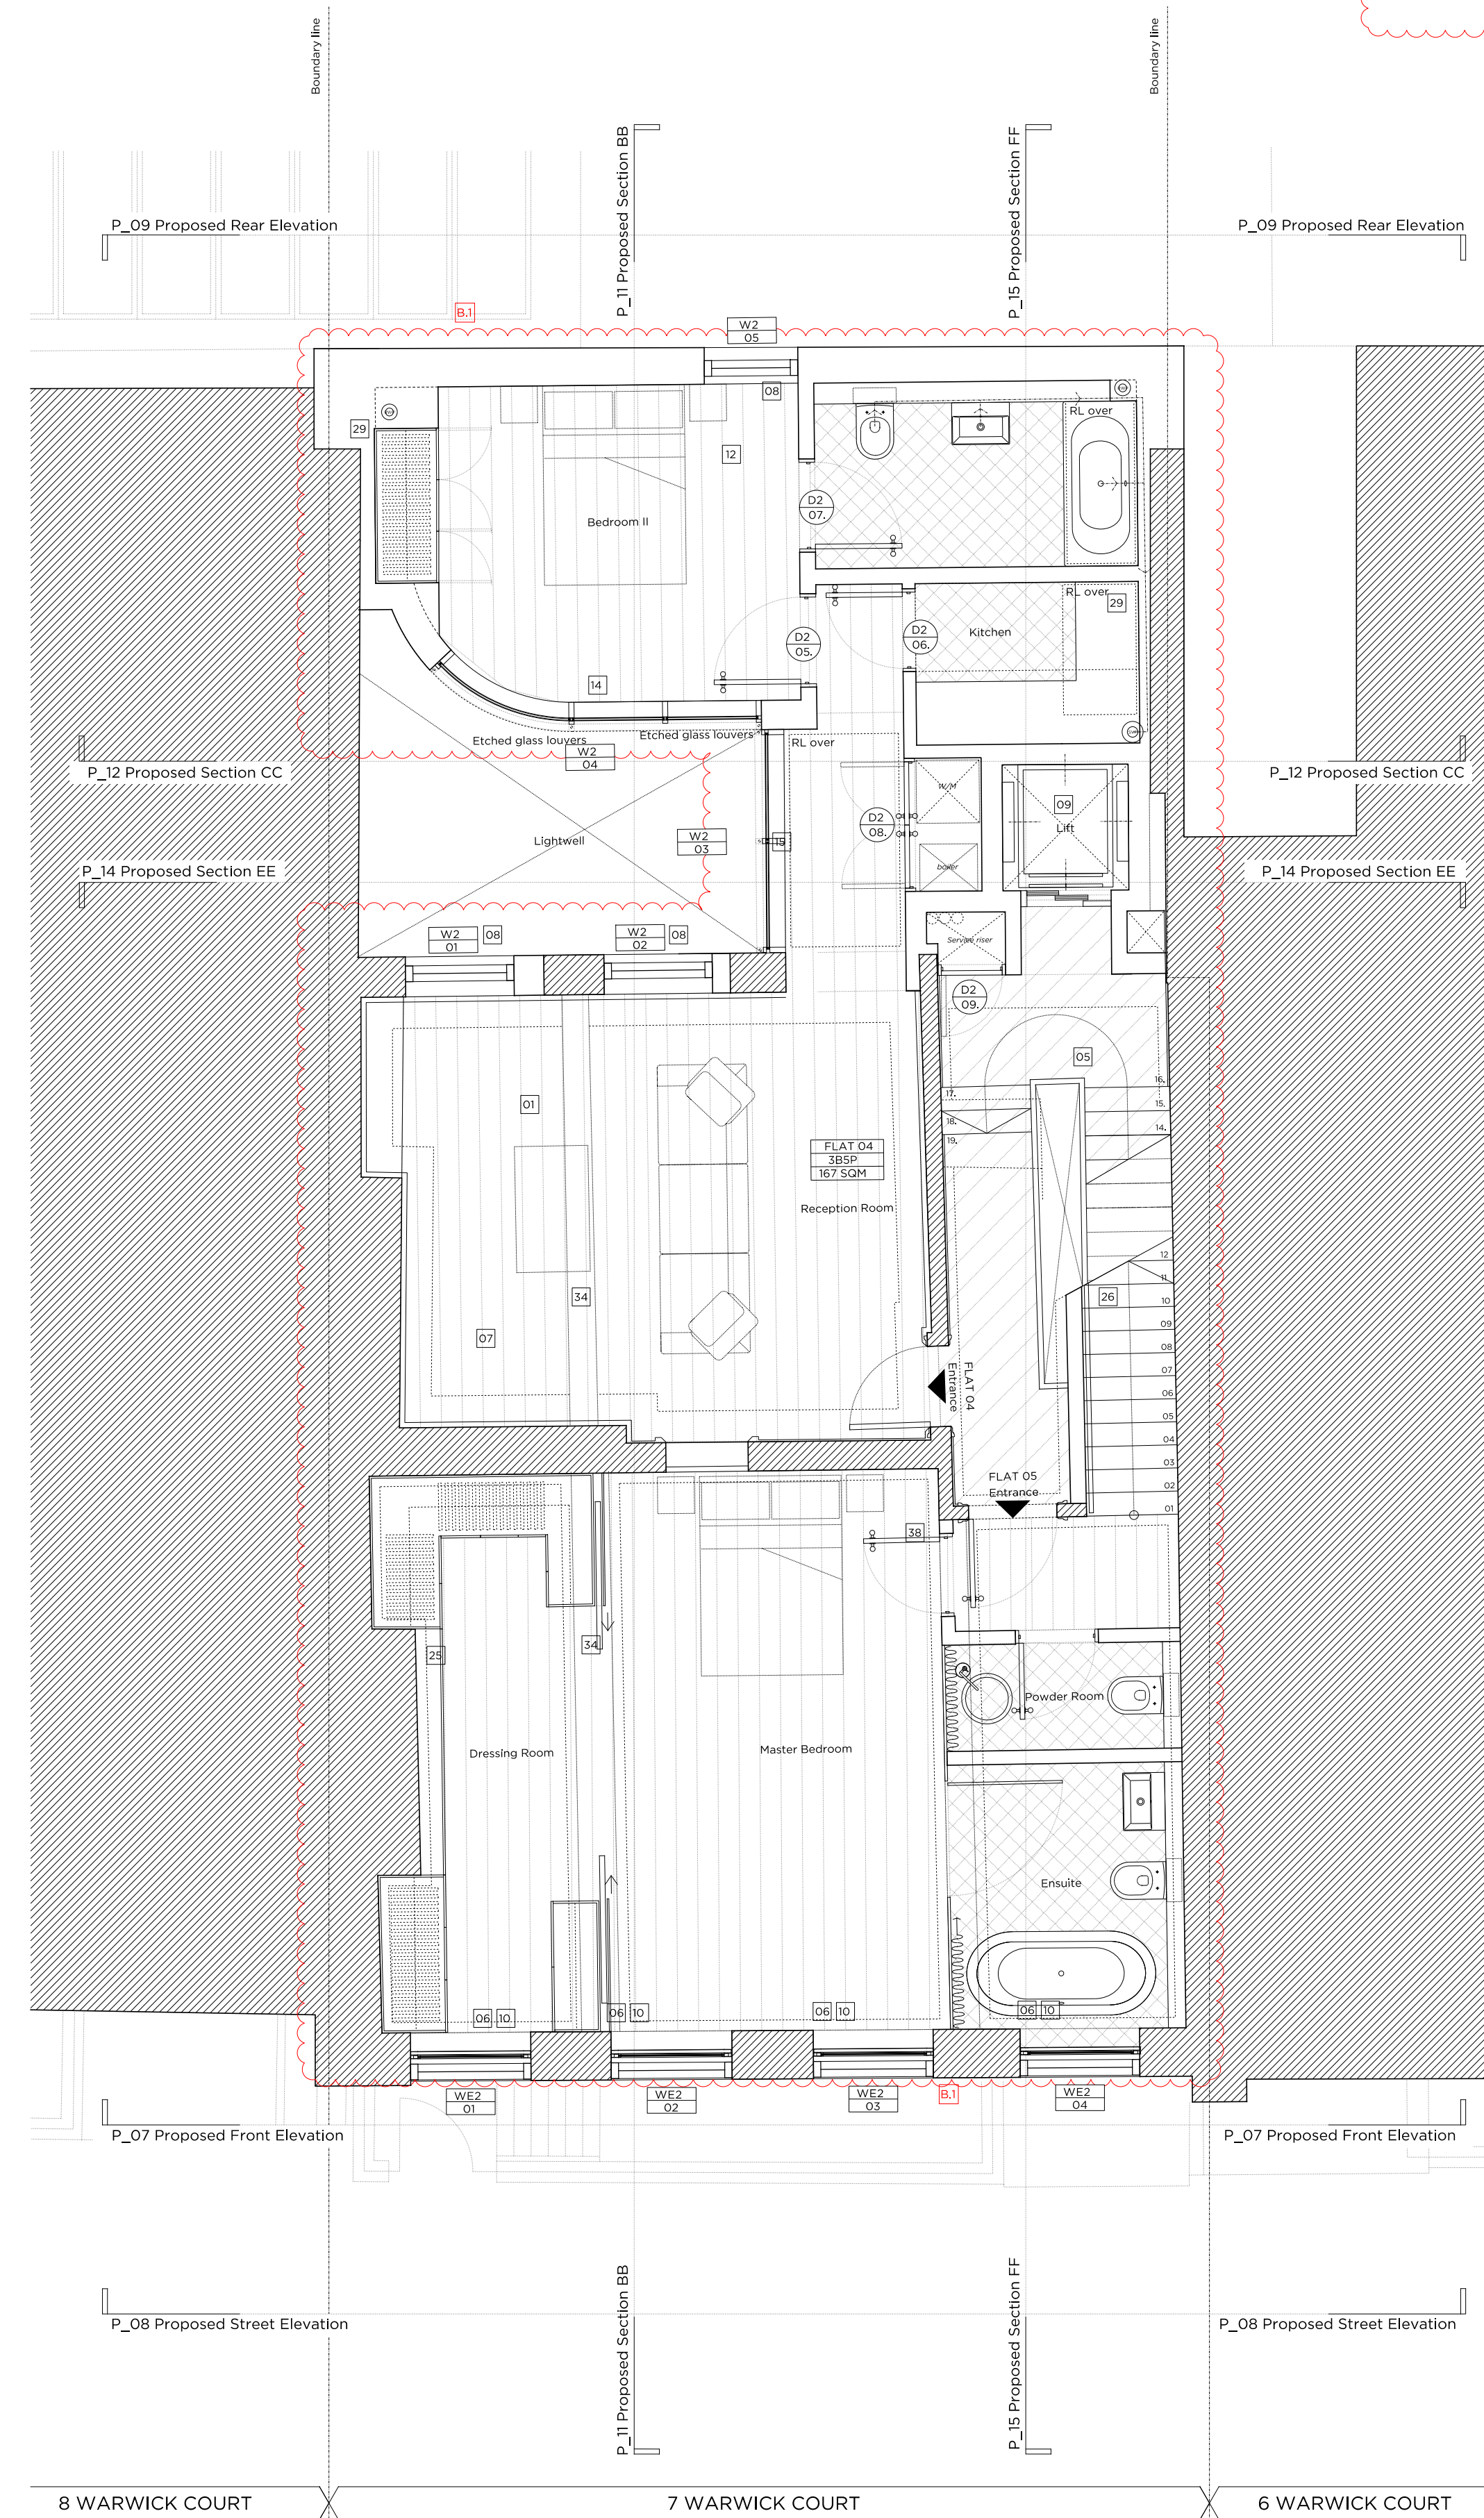 Boundary line
Boundary line
P_11 Proposed Section BB
P_15 Proposed Section FF
P_09 Proposed Rear Elevation
P_09 Proposed Rear Elevation
B.1
W2
05
08
RL over
29
12
D2
07.
Bedroom II
RL over
29
Kitchen
D2
05.
D2
06.
14
Etched glass louvers
Etched glass louvers
W2
04
RL over
P_12 Proposed Section CC
P_12 Proposed Section CC
W/M
09
Lift
D2
08.
W2
03
15
Lightwell
boiler
P_14 Proposed Section EE
P_14 Proposed Section EE
W2
01
08
W2
02
08
Service riser
D2
09.
05
16.
17.
15.
01
18.
14.
19.
FLAT 04
3B5P
167 SQM
Reception Room
12
11
34
26
10
09
07
08
07
FLAT 04
Entrance
06
05
04
03
FLAT 05
Entrance
02
01
38
34
25
Powder Room
Dressing Room
Master Bedroom
Ensuite
06
10
06
10
06
10
06
10
WE2
01
WE2
02
WE2
03
B.1
WE2
04
P_07 Proposed Front Elevation
P_07 Proposed Front Elevation
P_11 Proposed Section BB
P_15 Proposed Section FF
P_08 Proposed Street Elevation
P_08 Proposed Street Elevation
8 WARWICK COURT
7 WARWICK COURT
6 WARWICK COURT